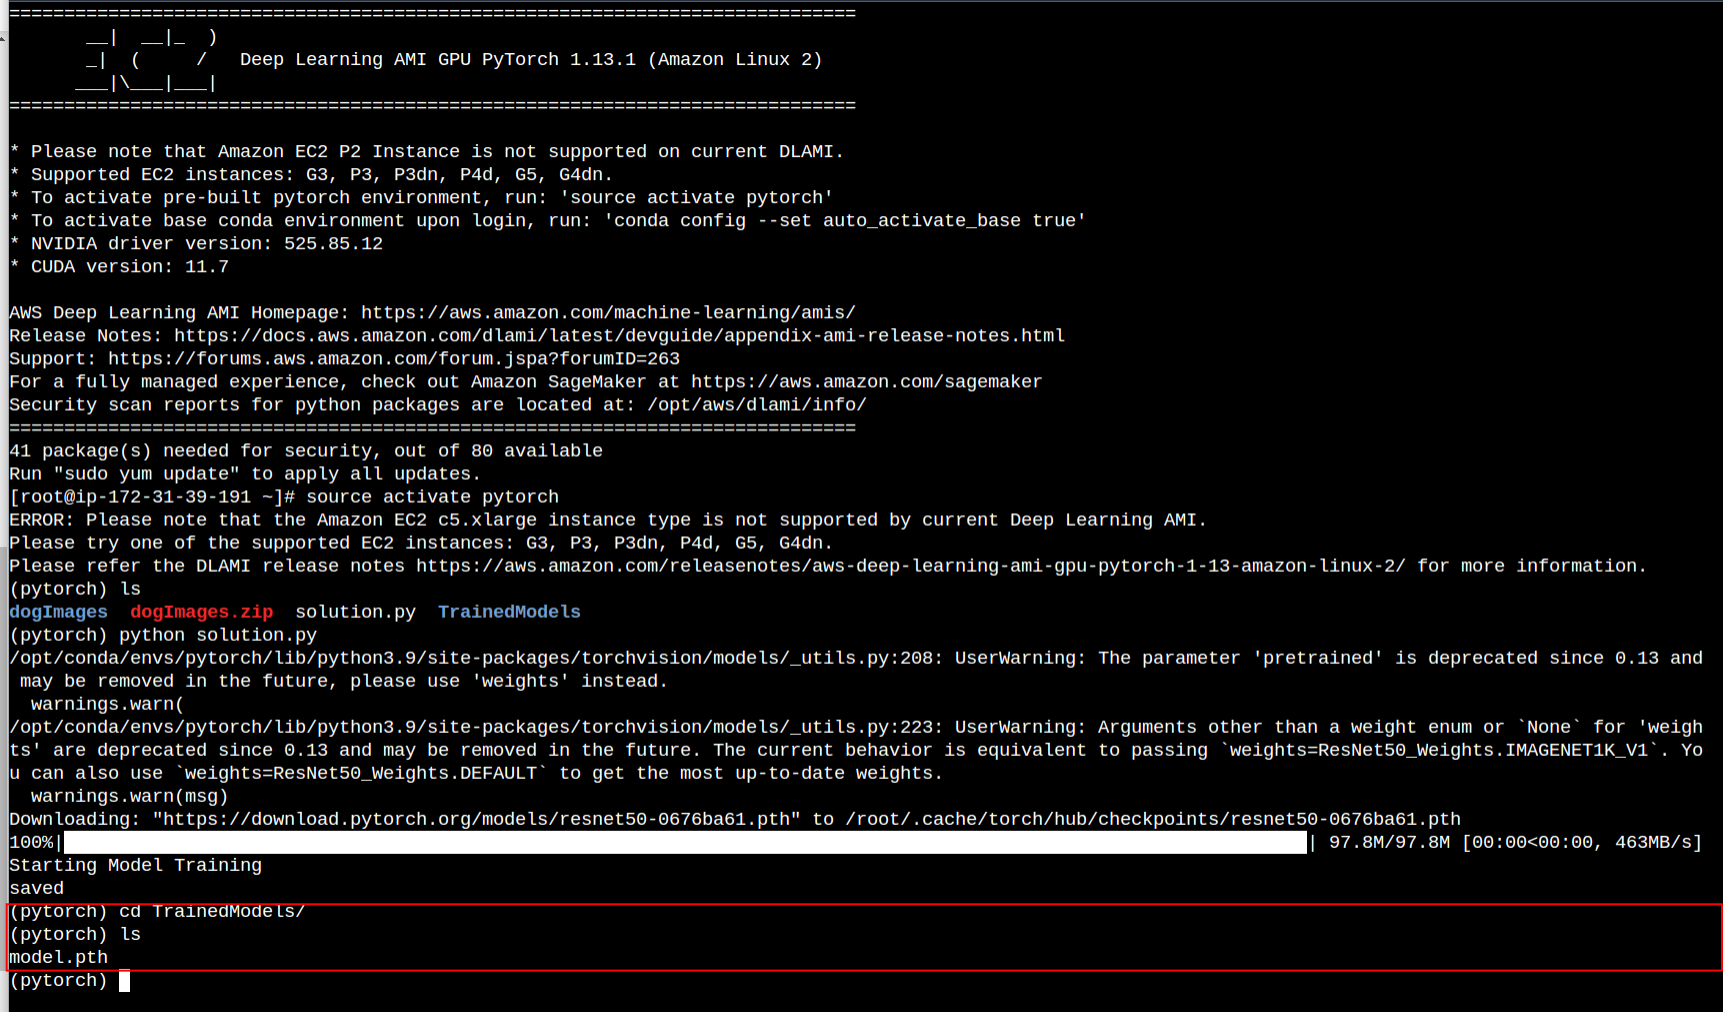 =============================================================================
       __|  __|_  )
       _|  (     /   Deep Learning AMI GPU PyTorch 1.13.1 (Amazon Linux 2)
      ___|\___|___|
=============================================================================
* Please note that Amazon EC2 P2 Instance is not supported on current DLAMI.
* Supported EC2 instances: G3, P3, P3dn, P4d, G5, G4dn.
* To activate pre-built pytorch environment, run: 'source activate pytorch'
* To activate base conda environment upon login, run: 'conda config --set auto_activate_base true'
* NVIDIA driver version: 525.85.12
* CUDA version: 11.7
AWS Deep Learning AMI Homepage: https://aws.amazon.com/machine-learning/amis/
Release Notes: https://docs.aws.amazon.com/dlami/latest/devguide/appendix-ami-release-notes.html
Support: https://forums.aws.amazon.com/forum.jspa?forumID=263
For a fully managed experience, check out Amazon SageMaker at https://aws.amazon.com/sagemaker
Security scan reports for python packages are located at: /opt/aws/dlami/info/
=============================================================================
41 package(s) needed for security, out of 80 available
Run "sudo yum update" to apply all updates.
[root@ip-172-31-39-191 ~]# source activate pytorch
ERROR: Please note that the Amazon EC2 c5.xlarge instance type is not supported by current Deep Learning AMI.
Please try one of the supported EC2 instances: G3, P3, P3dn, P4d, G5, G4dn.
Please refer the DLAMI release notes https://aws.amazon.com/releasenotes/aws-deep-learning-ami-gpu-pytorch-1-13-amazon-linux-2/ for more information.
(pytorch) ls
dogImages  dogImages.zip  solution.py  TrainedModels
(pytorch) python solution.py
/opt/conda/envs/pytorch/lib/python3.9/site-packages/torchvision/models/_utils.py:208: UserWarning: The parameter 'pretrained' is deprecated since 0.13 and
 may be removed in the future, please use 'weights' instead.
  warnings.warn(
/opt/conda/envs/pytorch/lib/python3.9/site-packages/torchvision/models/_utils.py:223: UserWarning: Arguments other than a weight enum or `None` for 'weigh
ts' are deprecated since 0.13 and may be removed in the future. The current behavior is equivalent to passing `weights=ResNet50_Weights.IMAGENET1K_V1`. Yo
u can also use `weights=ResNet50_Weights.DEFAULT` to get the most up-to-date weights.
  warnings.warn(msg)
Downloading: "https://download.pytorch.org/models/resnet50-0676ba61.pth" to /root/.cache/torch/hub/checkpoints/resnet50-0676ba61.pth
100%| | 97.8M/97.8M [00:00<00:00, 463MB/s]
Starting Model Training
saved
(pytorch) cd TrainedModels/
(pytorch) ls
model.pth
(pytorch)